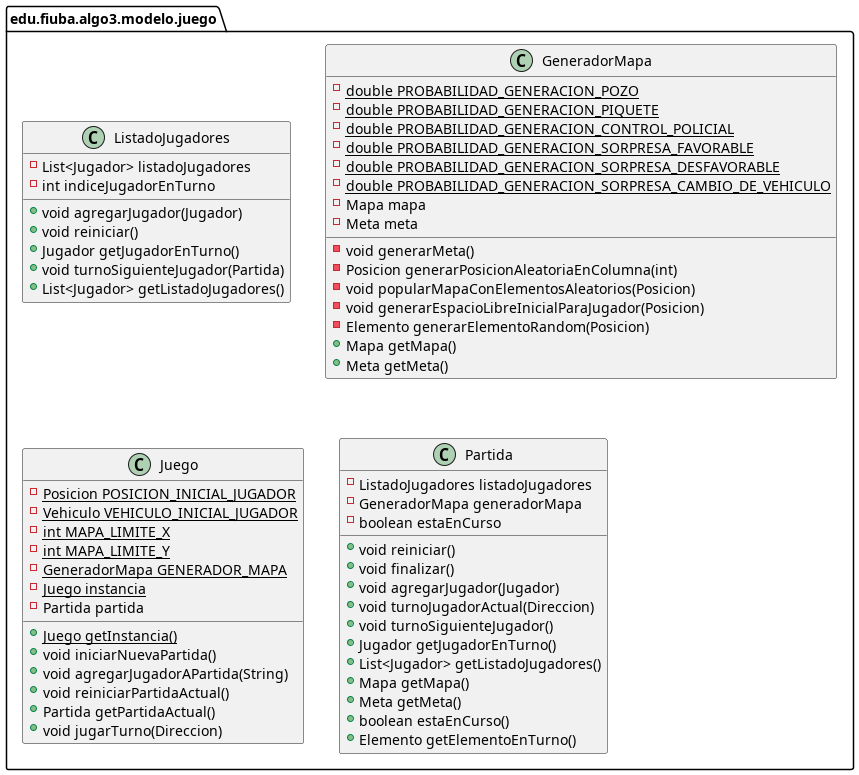 edu.fiuba.algo3.modelo.juego
C ListadoJugadores
List<Jugador> listadoJugadores
int indiceJugadorEnTurno
void agregarJugador(Jugador)
void reiniciar()
Jugador getJugadorEnTurno()
void turnoSiguienteJugador(Partida)
List<Jugador> getListadoJugadores()
C GeneradorMapa
double PROBABILIDAD_GENERACION_POZO
double PROBABILIDAD_GENERACION_PIQUETE
double PROBABILIDAD_GENERACION_CONTROL_POLICIAL
double PROBABILIDAD_GENERACION_SORPRESA_FAVORABLE
double PROBABILIDAD_GENERACION_SORPRESA_DESFAVORABLE
double PROBABILIDAD_GENERACION_SORPRESA_CAMBIO_DE_VEHICULO
Mapa mapa
Meta meta
void generarMeta()
Posicion generarPosicionAleatoriaEnColumna(int)
void popularMapaConElementosAleatorios(Posicion)
void generarEspacioLibreInicialParaJugador(Posicion)
Elemento generarElementoRandom(Posicion)
Mapa getMapa()
Meta getMeta()
C Juego
Posicion POSICION_INICIAL_JUGADOR
Vehiculo VEHICULO_INICIAL_JUGADOR
int MAPA_LIMITE_X
int MAPA_LIMITE_Y
GeneradorMapa GENERADOR_MAPA
Juego instancia
Partida partida
Juego getInstancia()
void iniciarNuevaPartida()
void agregarJugadorAPartida(String)
void reiniciarPartidaActual()
Partida getPartidaActual()
void jugarTurno(Direccion)
C Partida
ListadoJugadores listadoJugadores
GeneradorMapa generadorMapa
boolean estaEnCurso
void reiniciar()
void finalizar()
void agregarJugador(Jugador)
void turnoJugadorActual(Direccion)
void turnoSiguienteJugador()
Jugador getJugadorEnTurno()
List<Jugador> getListadoJugadores()
Mapa getMapa()
Meta getMeta()
boolean estaEnCurso()
Elemento getElementoEnTurno()